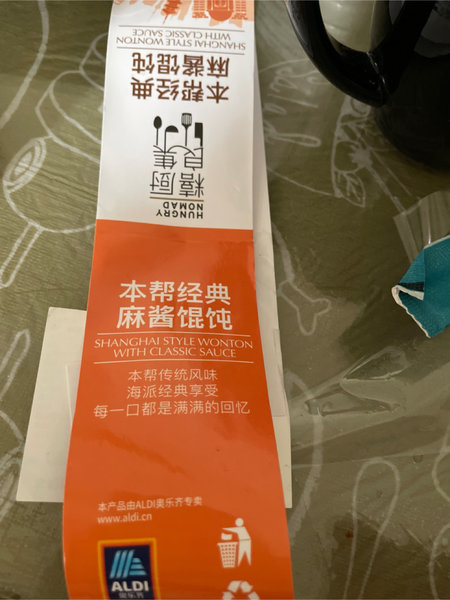 SHANGHAI STYLE WONTON
WITH CLASSIC SAUCE
本帮经典
麻酱馄饨
良集
糈厨
HUNGRY
NOMAD
本帮经典
麻酱馄饨
SHANGHAI STYLE WONTON
WITH CLASSIC SAUCE
本帮传统风味
海派经典享受
每一口都是满满的回忆
本产品由ALDI奥乐齐专卖
www.aldi.cn
ALDI
奥乐齐